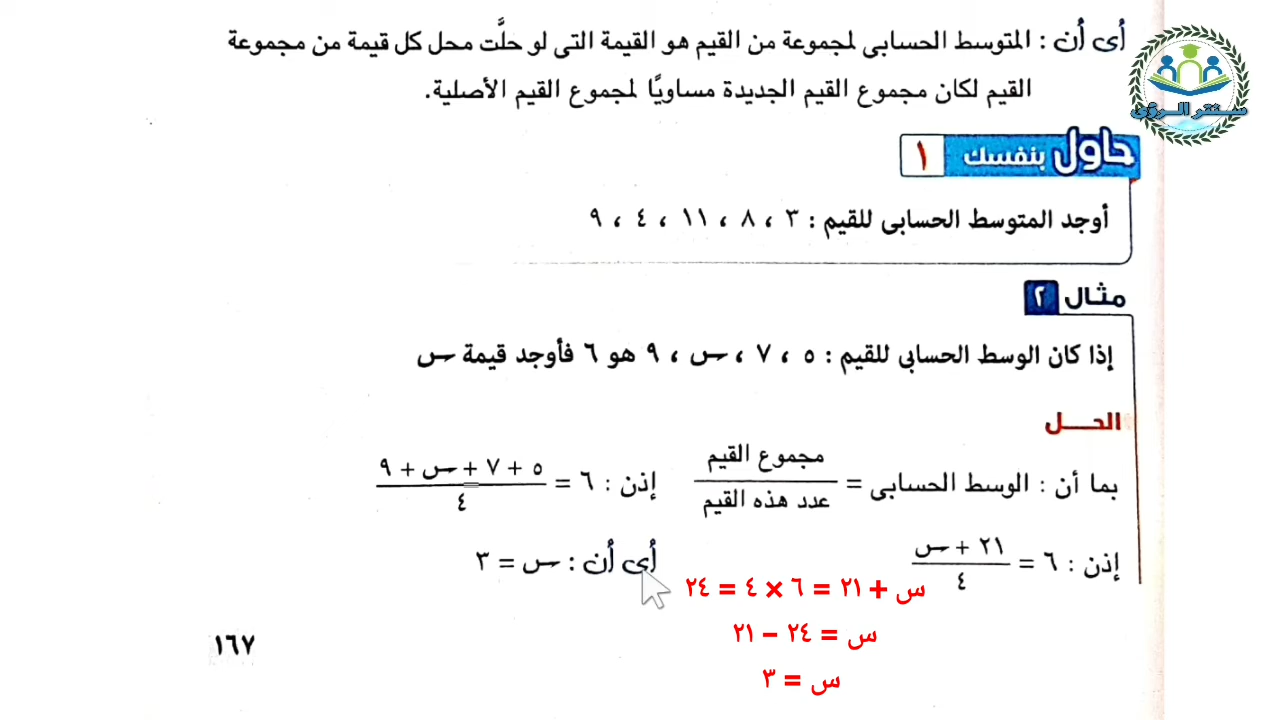 أى أن : المتوسط الحسابى لمجموعة من القيم هو القيمة التى لو حلَّت محل كل قيمة من مجموعة
القيم لكان مجموع القيم الجديدة مساويًا لمجموع القيم الأصلية.
سنتر الرؤى
حاول بنفسك ١
أوجد المتوسط الحسابى للقيم : ٣ ، ٨ ، ١١ ، ٤ ، ٩
مثال ٢
إذا كان الوسط الحسابى للقيم : ٥ ، ٧ ، س ، ٩ هو ٦ فأوجد قيمة س
الحل
بما أن : الوسط الحسابى = مجموع القيم / عدد هذه القيم إذن : ٦ = ٥ + ٧ + س + ٩ / ٤
إذن : ٦ = ٢١ + س / ٤ أى أن : س = ٣
س + ٢١ = ٦ × ٤ = ٢٤
س = ٢٤ – ٢١
س = ٣
١٦٧